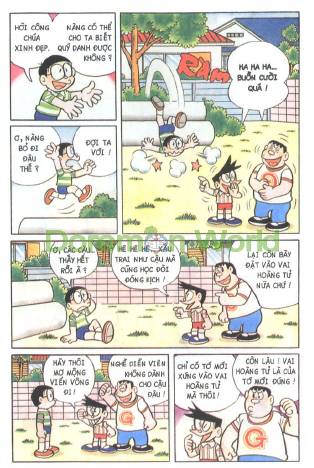 HỠI CÔNG
CHÚA
XINH ĐẸP.
NÀNG CÓ THỂ
CHO TA BIẾT
QUÝ DANH ĐƯỢC
KHÔNG ?
HA HA HA...
BUỒN CƯỜI
QUÁ !
Ơ, NÀNG
BỎ ĐI
ĐÂU
THẾ ?
ĐỢI TA
VỚI !
G
Doraemon World
Ơ, CÁC CẬU
THẤY HẾT
RỒI À ?
HÊ HÊ HÊ... XẤU
TRAI NHƯ CẬU MÀ
CŨNG HỌC ĐÒI
ĐÓNG KỊCH !
LẠI CÒN BÀY
ĐẶT VÀO VAI
HOÀNG TỬ
NỮA CHỨ !
HÃY THÔI
MƠ MỘNG
VIỂN VÔNG
ĐI !
NGHỀ DIỄN VIÊN
KHÔNG DÀNH
CHO CẬU
ĐÂU !
G
CHỈ CÓ TỚ MỚI
XỨNG VÀO VAI
HOÀNG TỬ
MÀ THÔI !
CÒN LÂU ! VAI
HOÀNG TỬ LÀ
CỦA TỚ
MỚI ĐÚNG !
G